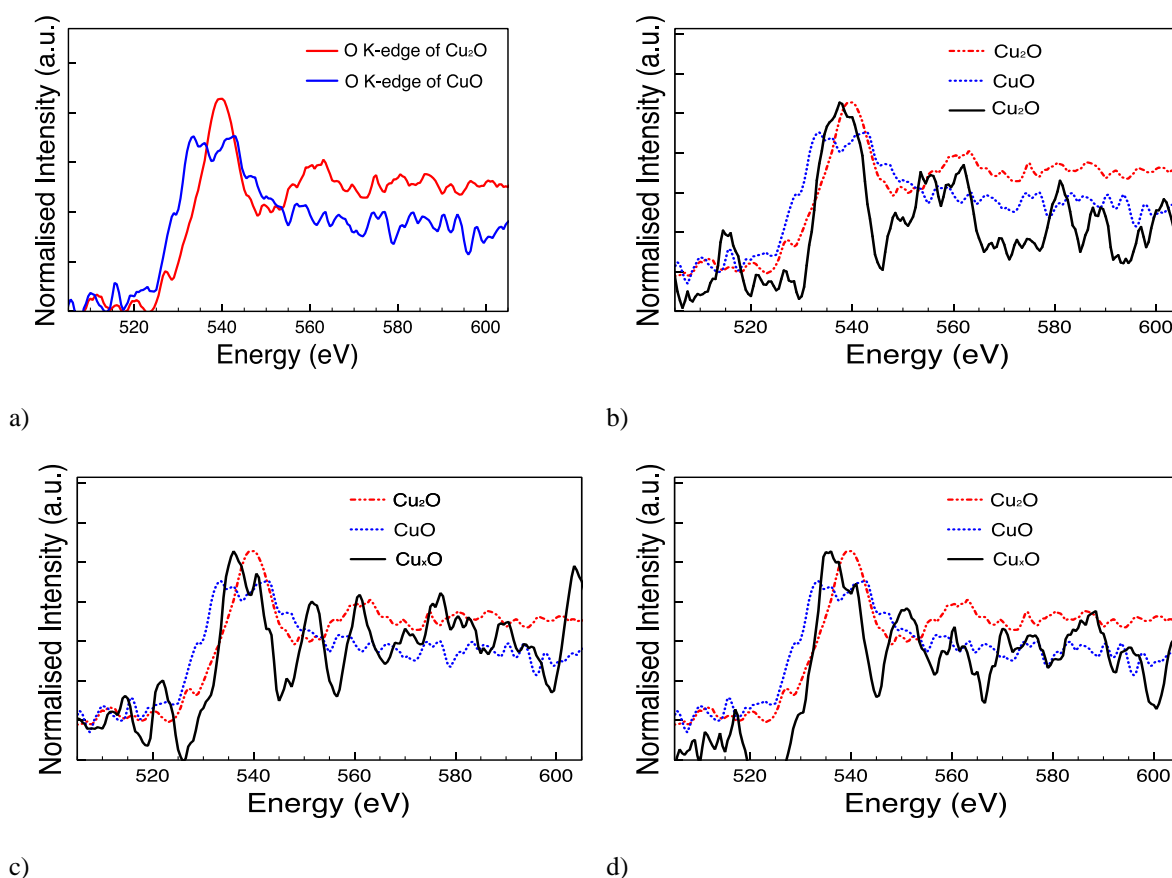 Normalised Intensity (a.u.)
O K-edge of Cu₂O
O K-edge of CuO
520 540 560 580 600
Energy (eV)
a)
Normalised Intensity (a.u.)
Cu₂O
CuO
Cu₂O
520 540 560 580 600
Energy (eV)
b)
Normalised Intensity (a.u.)
Cu₂O
CuO
CuₓO
520 540 560 580 600
Energy (eV)
c)
Normalised Intensity (a.u.)
Cu₂O
CuO
CuₓO
520 540 560 580 600
Energy (eV)
d)